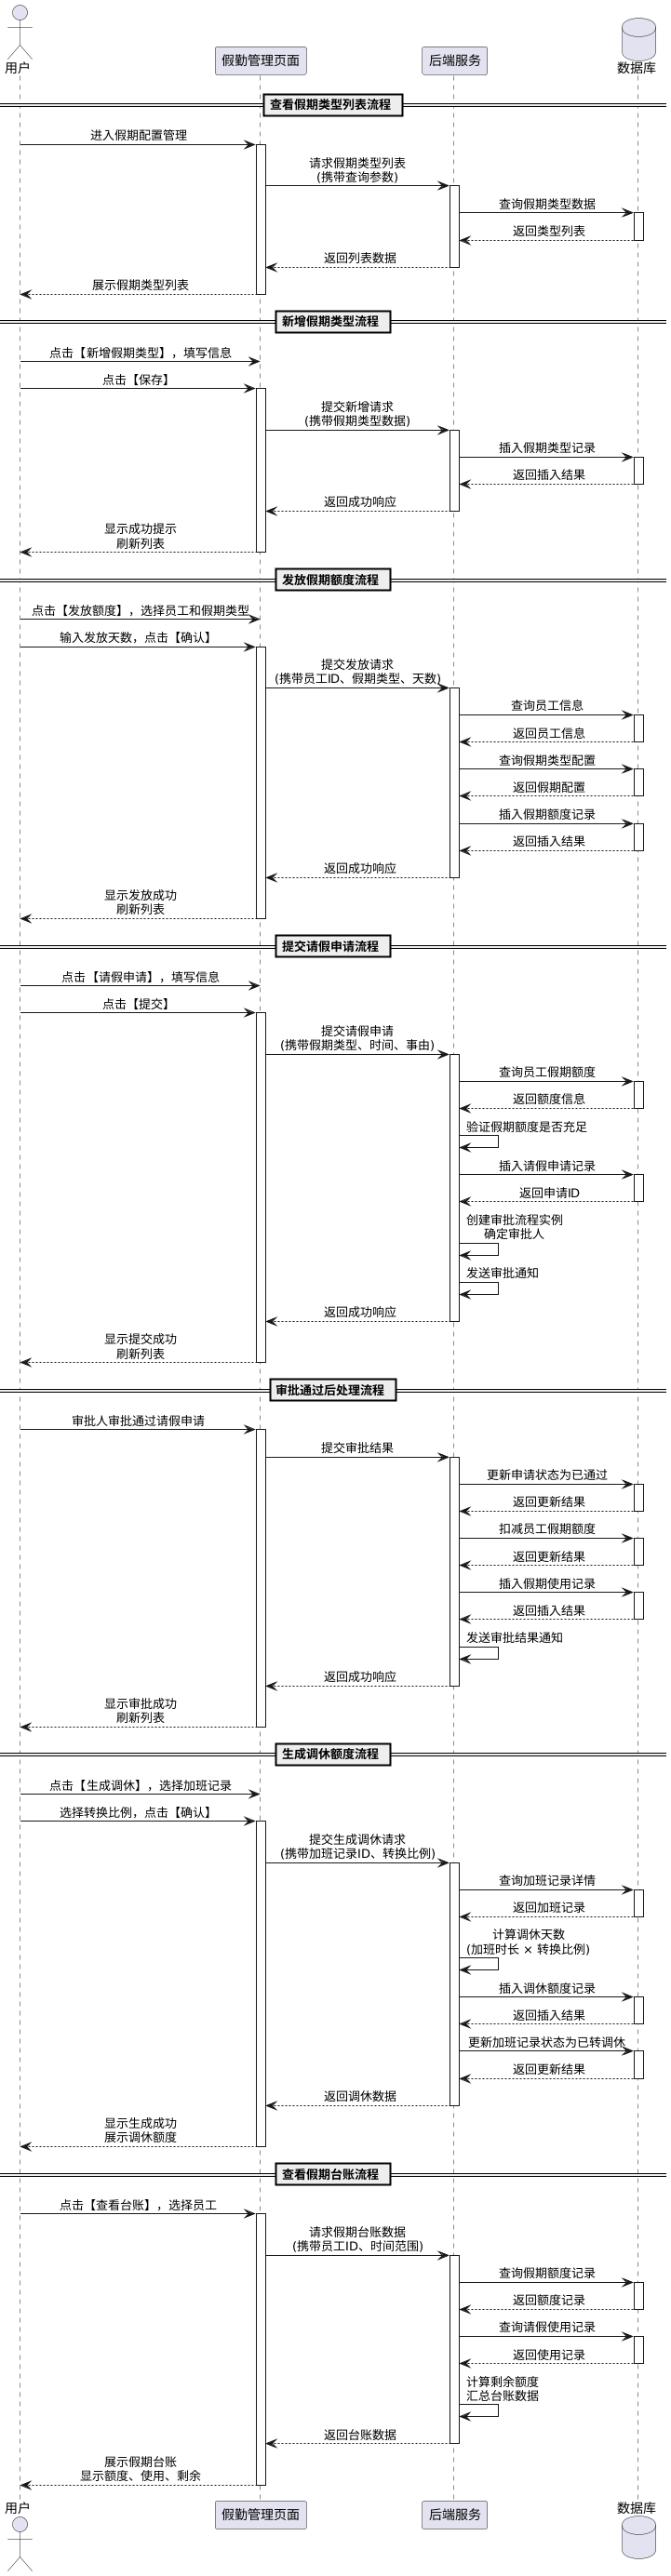 用户
假勤管理页面
后端服务
数据库
查看假期类型列表流程
进入假期配置管理
请求假期类型列表
(携带查询参数)
查询假期类型数据
返回类型列表
返回列表数据
展示假期类型列表
新增假期类型流程
点击【新增假期类型】，填写信息
点击【保存】
提交新增请求
(携带假期类型数据)
插入假期类型记录
返回插入结果
返回成功响应
显示成功提示
刷新列表
发放假期额度流程
点击【发放额度】，选择员工和假期类型
输入发放天数，点击【确认】
提交发放请求
(携带员工ID、假期类型、天数)
查询员工信息
返回员工信息
查询假期类型配置
返回假期配置
插入假期额度记录
返回插入结果
返回成功响应
显示发放成功
刷新列表
提交请假申请流程
点击【请假申请】，填写信息
点击【提交】
提交请假申请
(携带假期类型、时间、事由)
查询员工假期额度
返回额度信息
验证假期额度是否充足
插入请假申请记录
返回申请ID
创建审批流程实例
确定审批人
发送审批通知
返回成功响应
显示提交成功
刷新列表
审批通过后处理流程
审批人审批通过请假申请
提交审批结果
更新申请状态为已通过
返回更新结果
扣减员工假期额度
返回更新结果
插入假期使用记录
返回插入结果
发送审批结果通知
返回成功响应
显示审批成功
刷新列表
生成调休额度流程
点击【生成调休】，选择加班记录
选择转换比例，点击【确认】
提交生成调休请求
(携带加班记录ID、转换比例)
查询加班记录详情
返回加班记录
计算调休天数
(加班时长 × 转换比例)
插入调休额度记录
返回插入结果
更新加班记录状态为已转调休
返回更新结果
返回调休数据
显示生成成功
展示调休额度
查看假期台账流程
点击【查看台账】，选择员工
请求假期台账数据
(携带员工ID、时间范围)
查询假期额度记录
返回额度记录
查询请假使用记录
返回使用记录
计算剩余额度
汇总台账数据
返回台账数据
展示假期台账
显示额度、使用、剩余
用户
假勤管理页面
后端服务
数据库